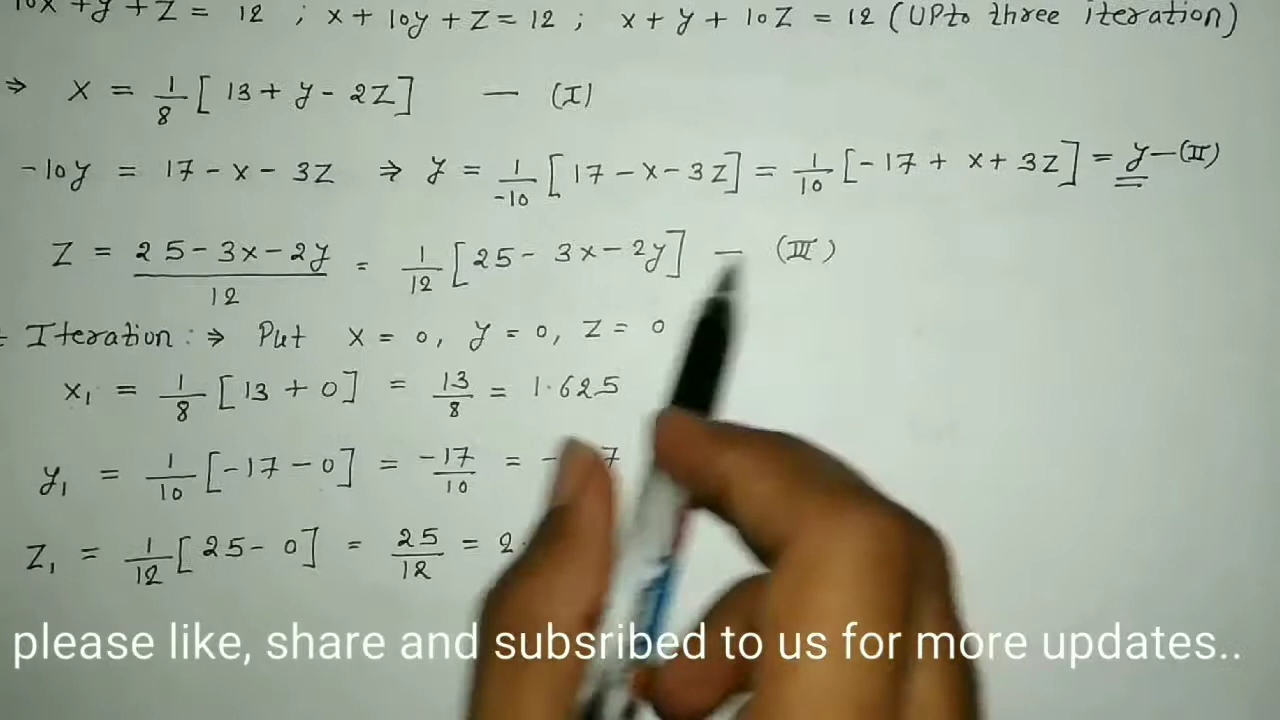 10x + y + z = 12 ; x + 10y + z = 12 ; x + y + 10z = 12 (UPto three iteration)
⇒ x = 1/8 [13 + y - 2z] — (I)
-10y = 17 - x - 3z ⇒ y = 1/-10 [17 - x - 3z] = 1/10 [-17 + x + 3z] = y — (II)
z = 25 - 3x - 2y / 12 = 1/12 [25 - 3x - 2y] — (III)
Iteration : ⇒ Put x = 0, y = 0, z = 0
x₁ = 1/8 [13 + 0] = 13/8 = 1.625
y₁ = 1/10 [-17 - 0] = -17/10 = - 7
z₁ = 1/12 [25 - 0] = 25/12 = 2.
please like, share and subsribed to us for more updates..